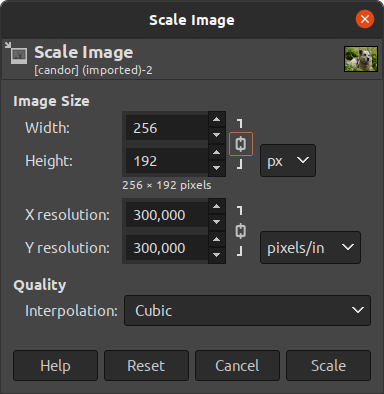 Scale Image
Scale Image
[candor] (imported)-2
Image Size
Width: 256
Height: 192 px
256 × 192 pixels
X resolution: 300,000
Y resolution: 300,000 pixels/in
Quality
Interpolation: Cubic
Help Reset Cancel Scale